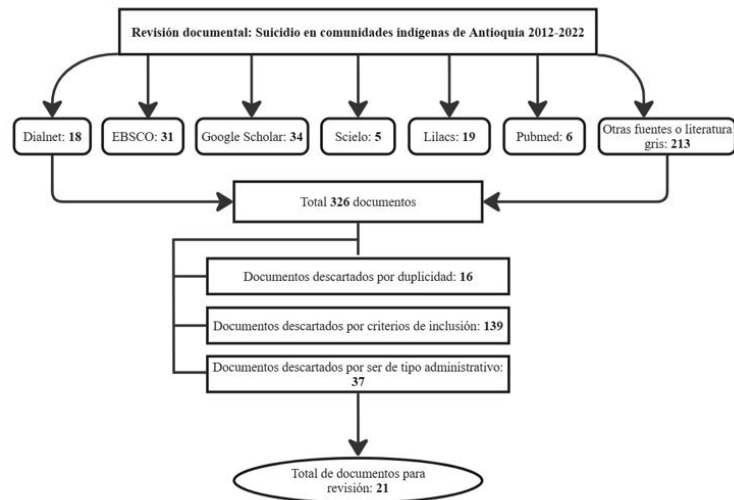 Revisión documental: Suicidio en comunidades indígenas de Antioquia 2012-2022
Dialnet: 18
EBSCO: 31
Google Scholar: 34
Scielo: 5
Lilacs: 19
Pubmed: 6
Otras fuentes o literatura
gris: 213
Total 326 documentos
Documentos descartados por duplicidad: 16
Documentos descartados por criterios de inclusión: 139
Documentos descartados por ser de tipo administrativo:
37
Total de documentos para
revisión: 21